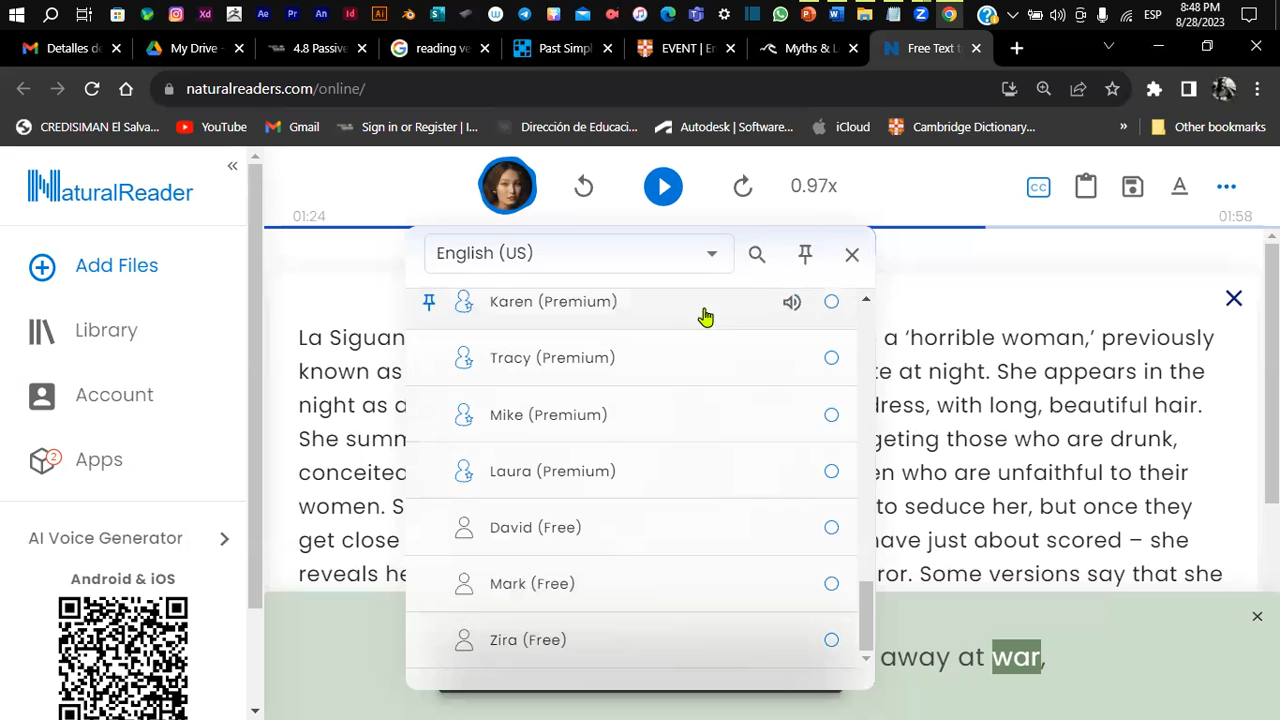 8:48 PM
ESP
8/28/2023
Detalles de
My Drive -
4.8 Passive
reading ve
Past Simpl
EVENT | En
Myths & L
Free Text
naturalreaders.com/online/
CREDISIMAN El Salva...
YouTube
Gmail
Sign in or Register | I...
Dirección de Educaci...
Autodesk | Software...
iCloud
Cambridge Dictionary...
»
Other bookmarks
NaturalReader
«
0.97x
CC
A
01:24
01:58
Add Files
Library
Account
Apps
2
AI Voice Generator
Android & iOS
English (US)
Karen (Premium)
Tracy (Premium)
Mike (Premium)
Laura (Premium)
David (Free)
Mark (Free)
Zira (Free)
La Siguan a 'horrible woman,' previously
known as te at night. She appears in the
night as a dress, with long, beautiful hair.
She summ geting those who are drunk,
conceited en who are unfaithful to their
women. S to seduce her, but once they
get close have just about scored – she
reveals he ror. Some versions say that she
away at war,